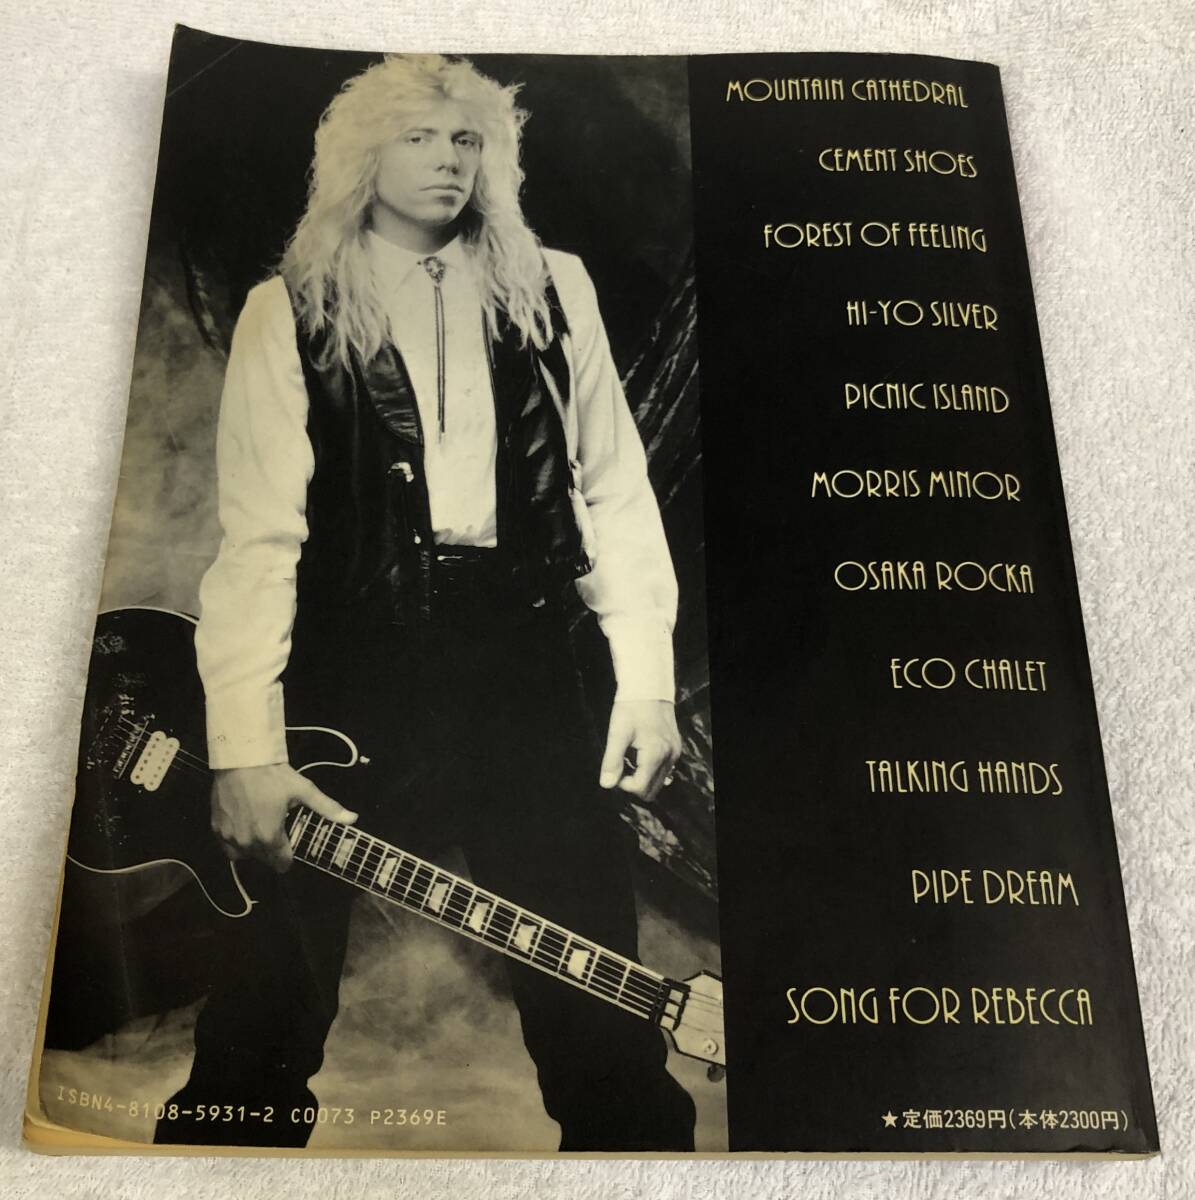 MOUNTAIN CATHEDRAL
CEMENT SHOES
FOREST OF FEELING
HI-YO SILVER
PICNIC ISLAND
MORRIS MINOR
OSAKA ROCKA
ECO CHALET
TALKING HANDS
PIPE DREAM
SONG FOR REBECCA
ISBN4-8108-5931-2 C0073 P2369E
★定価2369円(本体2300円)